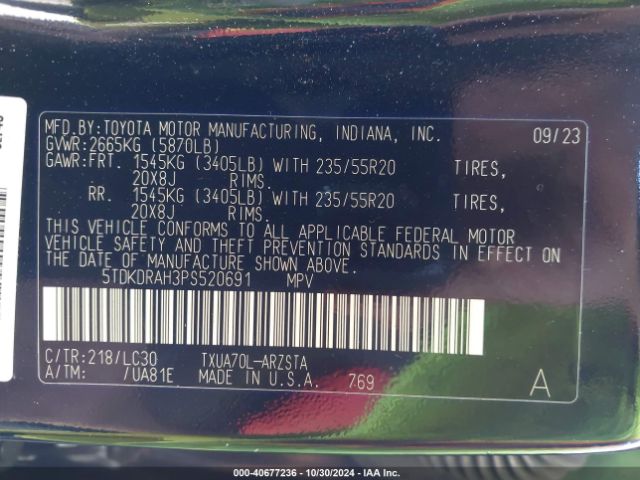 MFD.BY:TOYOTA MOTOR MANUFACTURING, INDIANA, INC. 09/23
GVWR:2665KG (5870LB)
GAWR:FRT. 1545KG (3405LB) WITH 235/55R20 TIRES,
20X8J RIMS.
RR. 1545KG (3405LB) WITH 235/55R20 TIRES,
20X8J RIMS.
THIS VEHICLE CONFORMS TO ALL APPLICABLE FEDERAL MOTOR
VEHICLE SAFETY AND THEFT PREVENTION STANDARDS IN EFFECT ON
THE DATE OF MANUFACTURE SHOWN ABOVE.
5TDKDRAH3PS520691 MPV
C/TR:218/LC30 TXUA70L-ARZSTA
A/TM: /UA81E MADE IN U.S.A. 769 A
000-40677236 - 10/30/2024 - IAA Inc.